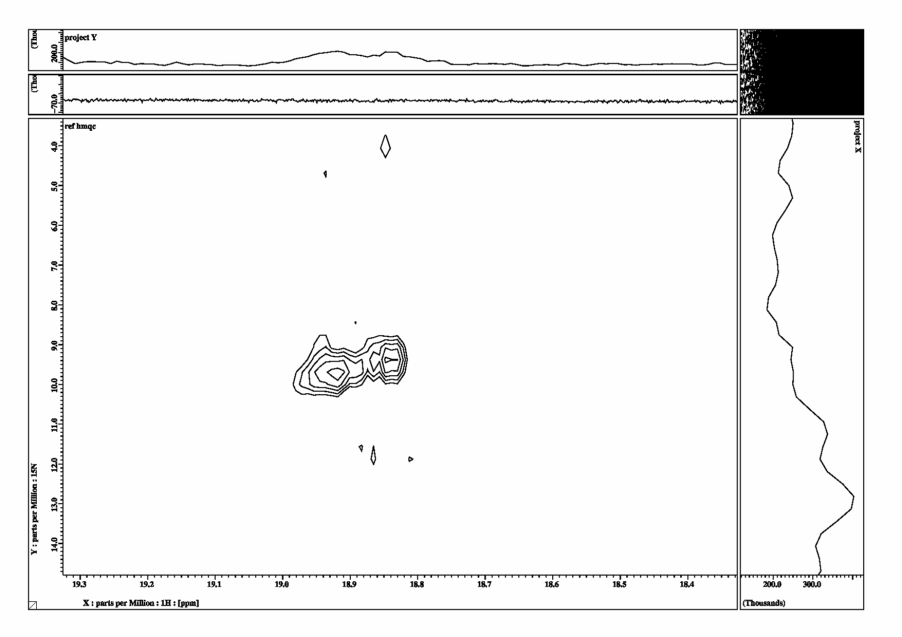 (Tho
200.0
project Y
(Tho
-70.0
ref hmqc
project X
4.0
5.0
6.0
7.0
8.0
9.0
10.0
11.0
12.0
13.0
14.0
Y : parts per Million : 15N
19.3 19.2 19.1 19.0 18.9 18.8 18.7 18.6 18.5 18.4
200.0 300.0
X : parts per Million : 1H : [ppm]
(Thousands)